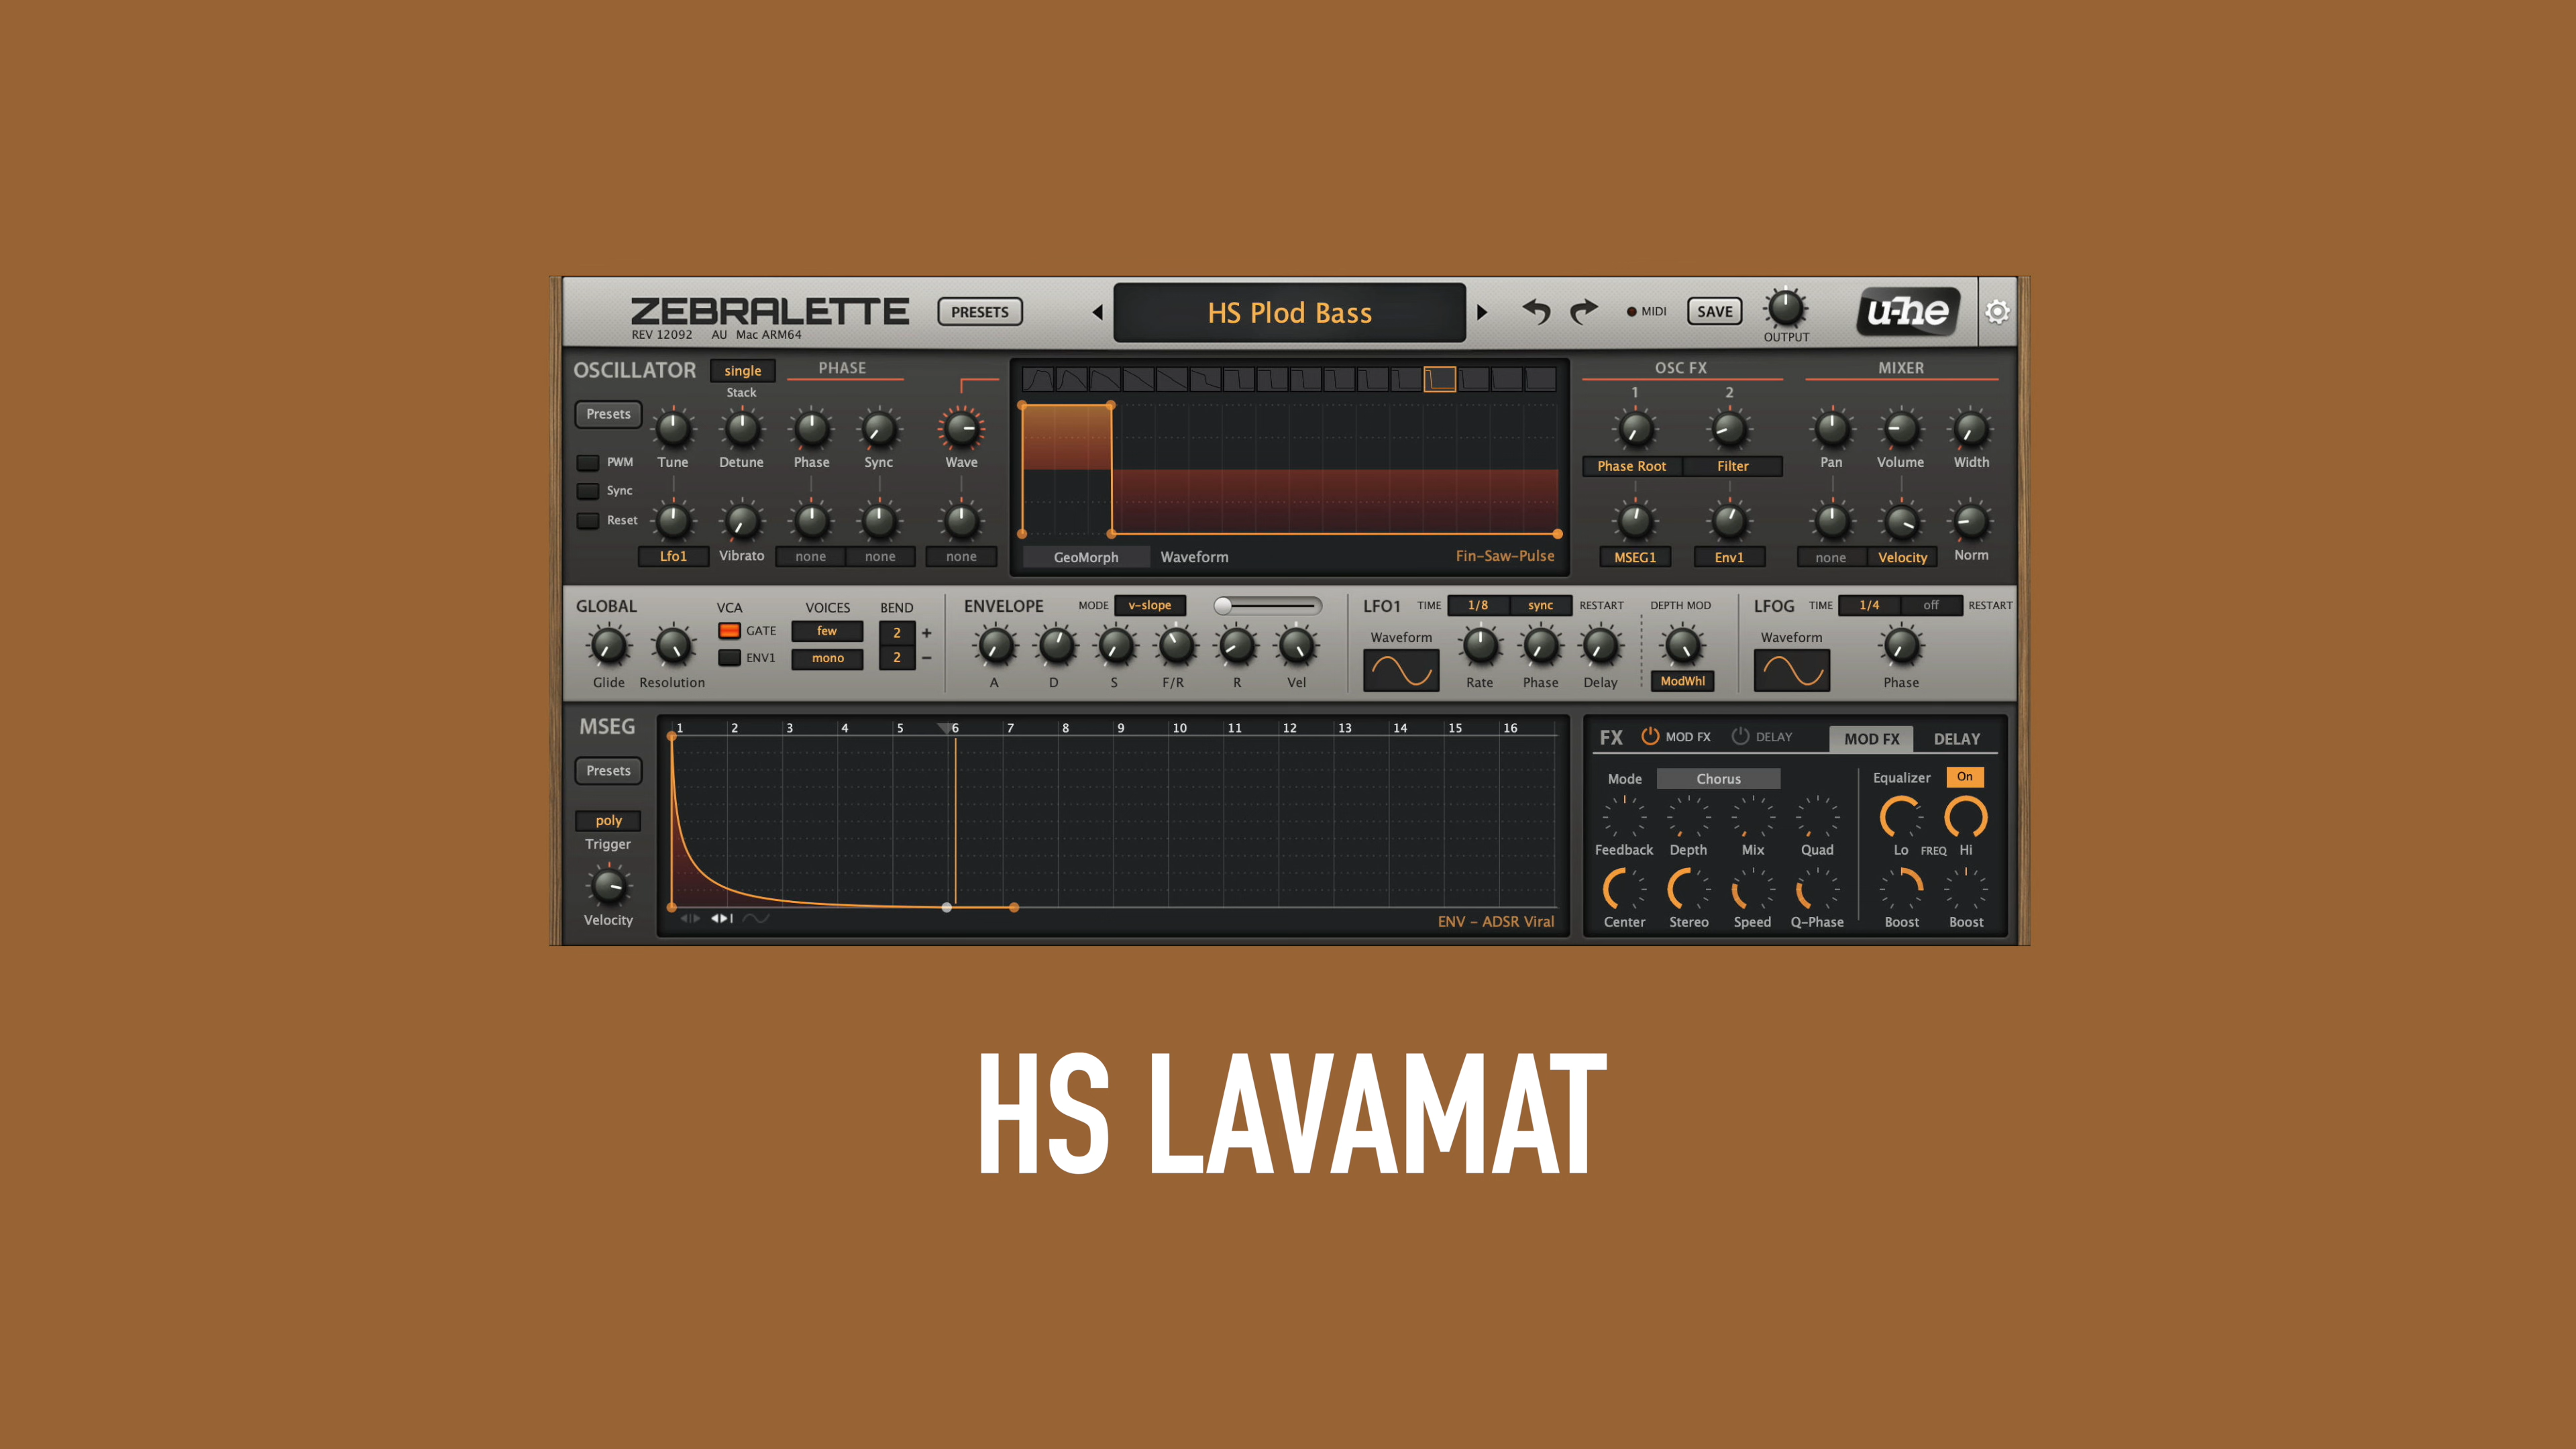 ZEBRALETTE
REV 12092 AU Mac ARM64
PRESETS
HS Plod Bass
MIDI
SAVE
OUTPUT
u-he
OSCILLATOR
single
Stack
PHASE
Presets
PWM
Sync
Reset
Tune Detune Phase Sync Wave
Lfo1 Vibrato none none none
GeoMorph Waveform Fin-Saw-Pulse
OSC FX
1 2
Phase Root Filter
MSEG1 Env1
MIXER
Pan Volume Width
none Velocity Norm
GLOBAL
Glide Resolution
VCA
GATE
ENV1
VOICES
few
mono
BEND
2 +
2 −
ENVELOPE MODE v-slope
A D S F/R R Vel
LFO1 TIME 1/8 sync RESTART
Waveform
Rate Phase Delay
DEPTH MOD
ModWhl
LFOG TIME 1/4 off RESTART
Waveform
Phase
MSEG
Presets
poly
Trigger
Velocity
1 2 3 4 5 6 7 8 9 10 11 12 13 14 15 16
ENV - ADSR Viral
FX MOD FX DELAY MOD FX DELAY
Mode Chorus
Equalizer On
Feedback Depth Mix Quad
Lo FREQ Hi
Center Stereo Speed Q-Phase
Boost Boost
HS LAVAMAT